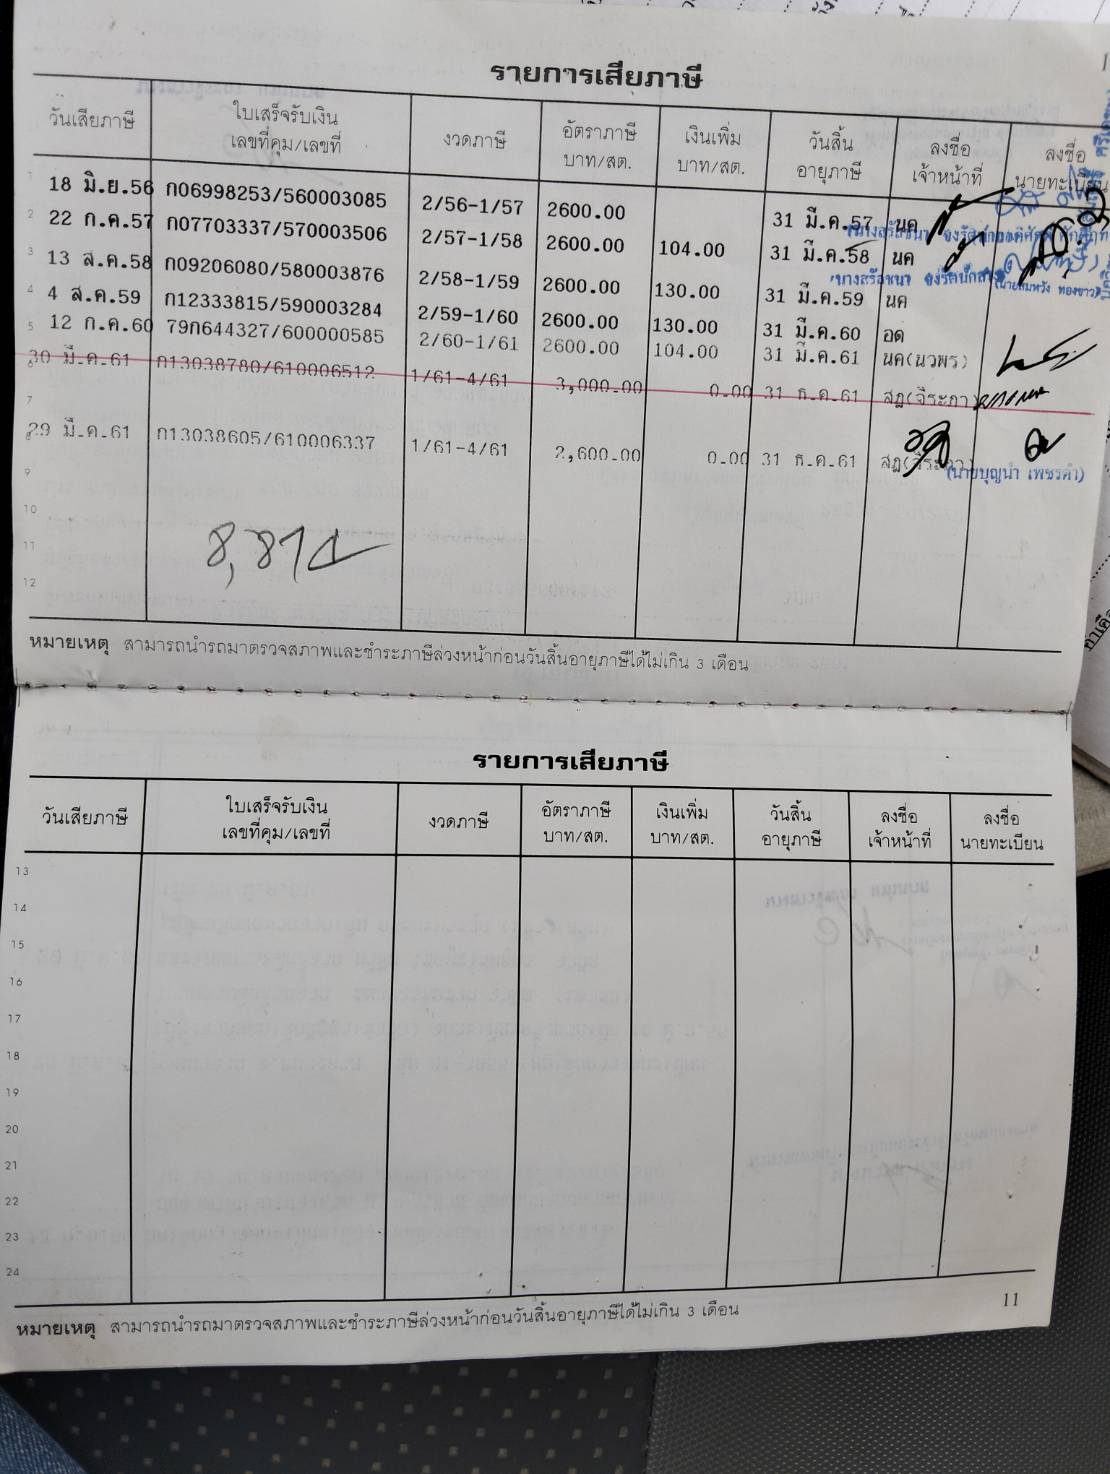 รายการเสียภาษี
วันเสียภาษี ใบเสร็จรับเงิน เลขที่คุม/เลขที่ งวดภาษี อัตราภาษี บาท/สต. เงินเพิ่ม บาท/สต. วันสิ้น อายุภาษี ลงชื่อ เจ้าหน้าที่ ลงชื่อ นายทะเบียน
1 18 มิ.ย.56 ก06998253/560003085 2/56-1/57 2600.00 31 มี.ค.57 นค
2 22 ก.ค.57 ก07703337/570003506 2/57-1/58 2600.00 104.00 31 มี.ค.58 นค
3 13 ส.ค.58 ก09206080/580003876 2/58-1/59 2600.00 130.00 31 มี.ค.59 นค
4 4 ส.ค.59 ก12333815/590003284 2/59-1/60 2600.00 130.00 31 มี.ค.60 อด
5 12 ก.ค.60 79ก644327/600000585 2/60-1/61 2600.00 104.00 31 มี.ค.61 นค(นวพร)
6 30 มี.ค.61 ก13038780/610006512 1/61-4/61 3,000.00 0.00 31 ธ.ค.61 สฎ(จีระภา)
7
8 29 มี.ค.61 ก13038605/610006337 1/61-4/61 2,600.00 0.00 31 ธ.ค.61 สฎ(จีระภา)
(นายบุญนำ เพชรดำ)
9
10
11
12
8,872
หมายเหตุ สามารถนำรถมาตรวจสภาพและชำระภาษีล่วงหน้าก่อนวันสิ้นอายุภาษีได้ไม่เกิน 3 เดือน
รายการเสียภาษี
วันเสียภาษี ใบเสร็จรับเงิน เลขที่คุม/เลขที่ งวดภาษี อัตราภาษี บาท/สต. เงินเพิ่ม บาท/สต. วันสิ้น อายุภาษี ลงชื่อ เจ้าหน้าที่ ลงชื่อ นายทะเบียน
13
14
15
16
17
18
19
20
21
22
23
24
หมายเหตุ สามารถนำรถมาตรวจสภาพและชำระภาษีล่วงหน้าก่อนวันสิ้นอายุภาษีได้ไม่เกิน 3 เดือน
11